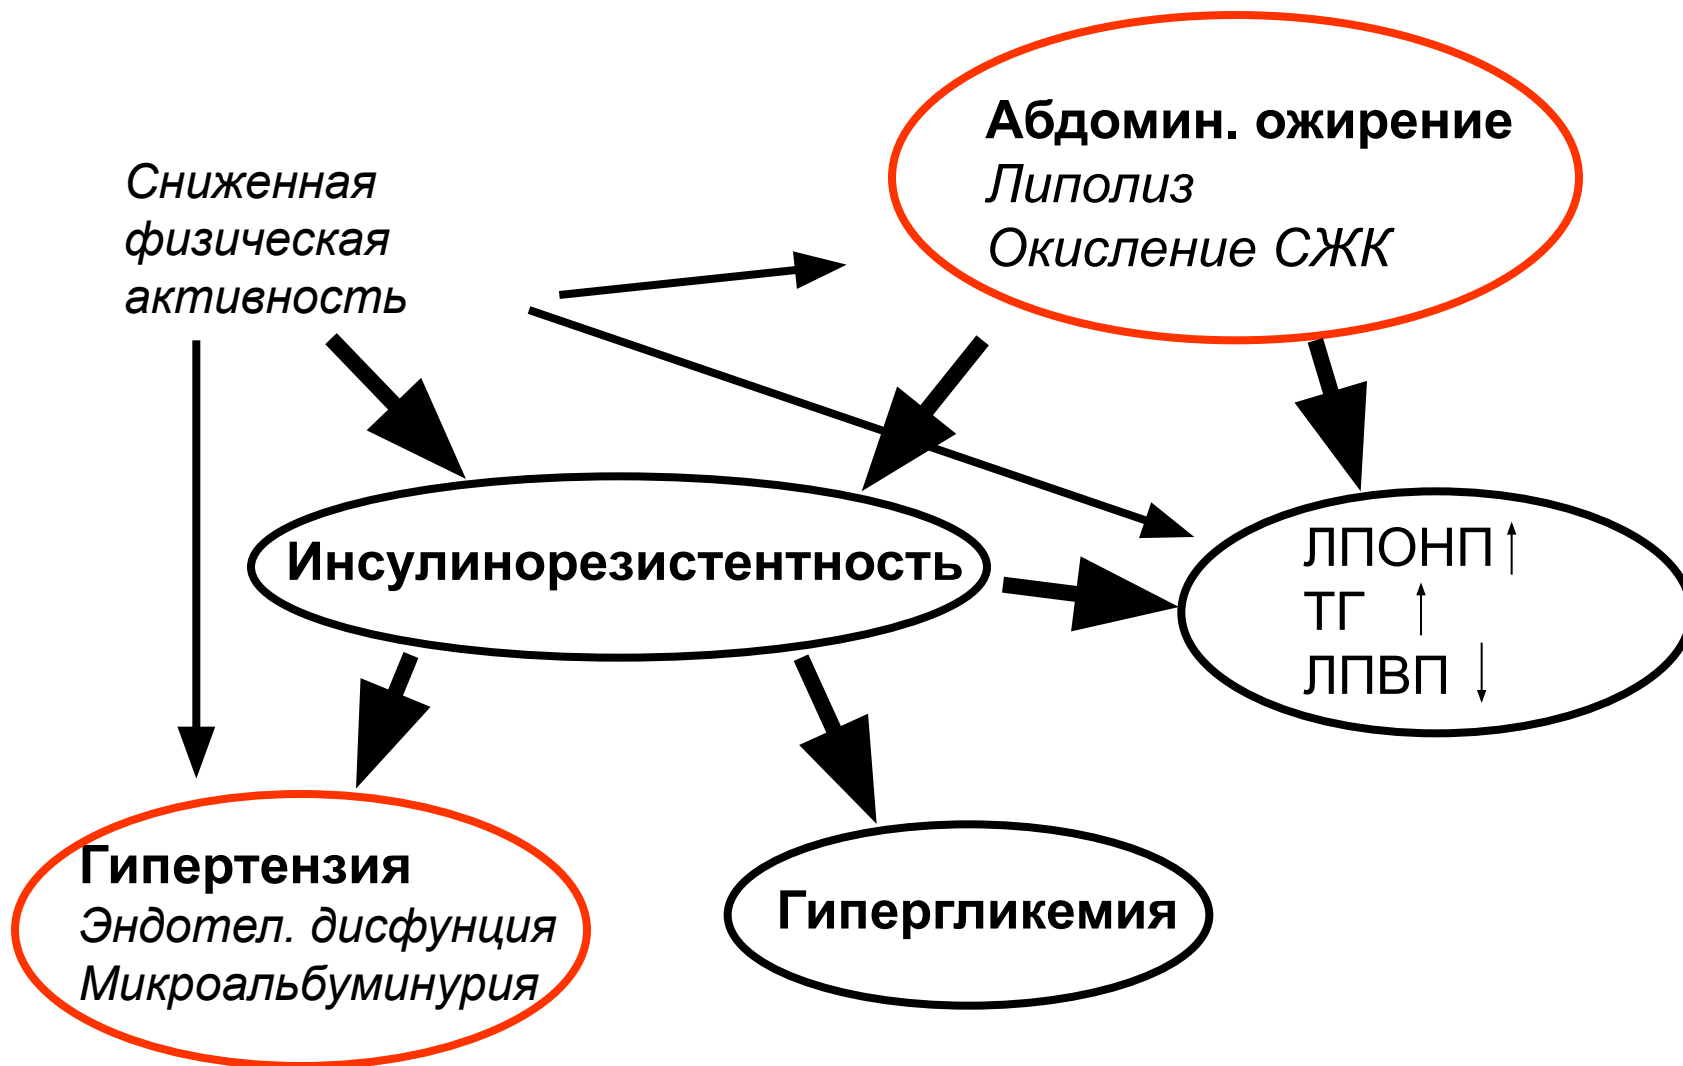 Абдомин. ожирение
Липолиз
Окисление СЖК
Сниженная
физическая
активность
Инсулинорезистентность
ЛПОНП
ТГ
ЛПВП
Гипертензия
Эндотел. дисфунция
Микроальбуминурия
Гипергликемия